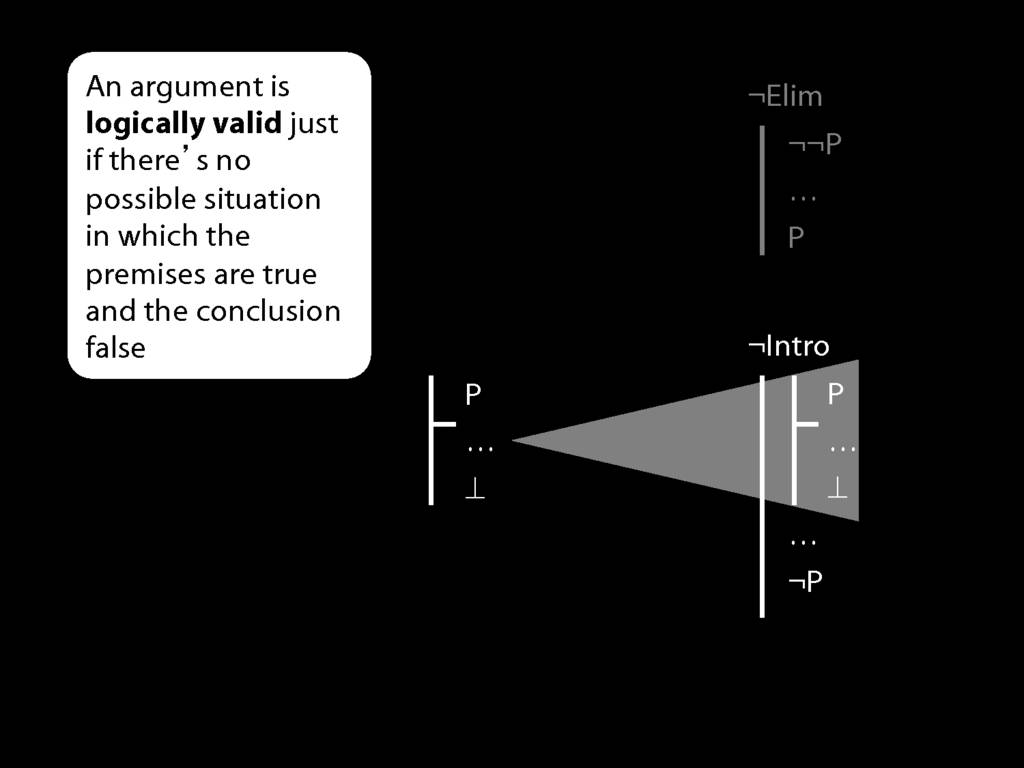 An argument is
logically valid just
if there’s no
possible situation
in which the
premises are true
and the conclusion
false
¬Elim
¬¬P
…
P
P
…
⊥
¬Intro
P
…
⊥
…
¬P